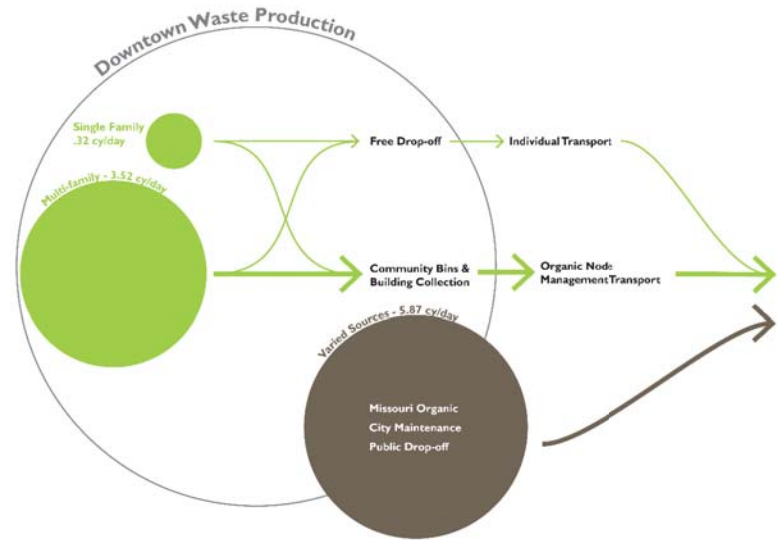 Downtown Waste Production
Single Family
.32 cy/day
Free Drop-off
Individual Transport
Multi-family - 3.52 cy/day
Community Bins &
Building Collection
Organic Node
Management Transport
Varied Sources - 5.87 cy/day
Missouri Organic
City Maintenance
Public Drop-off